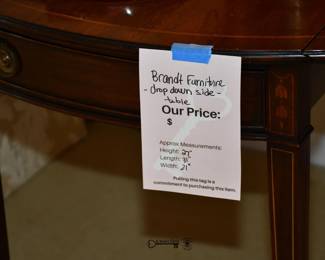 Brandt Furniture
- drop down side -
table
Our Price:
$
Approx Measurements:
Height: 27"
Length:
Width: 21"
Pulling this tag is a
commitment to purchasing this item.